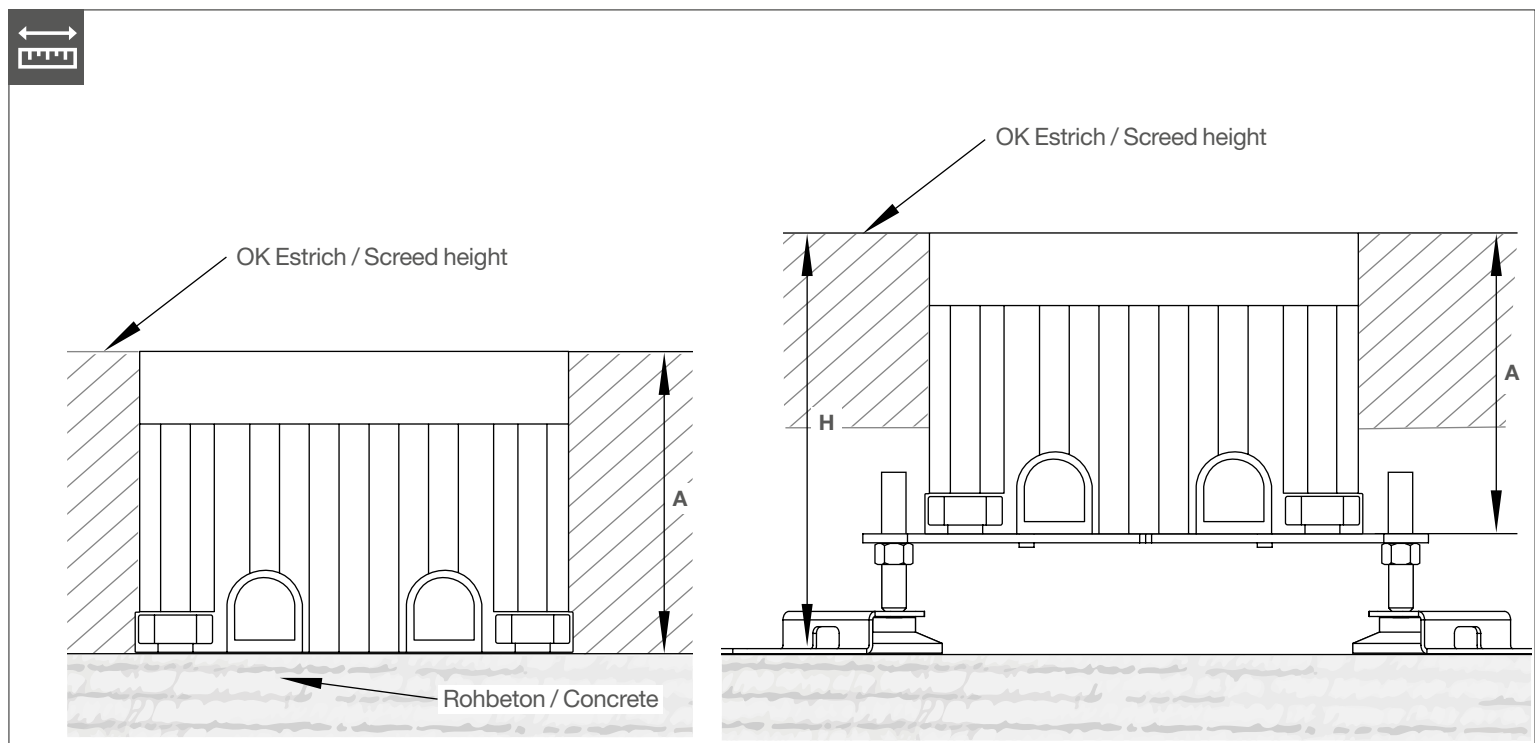 OK Estrich / Screed height
A
Rohbeton / Concrete
OK Estrich / Screed height
H
A